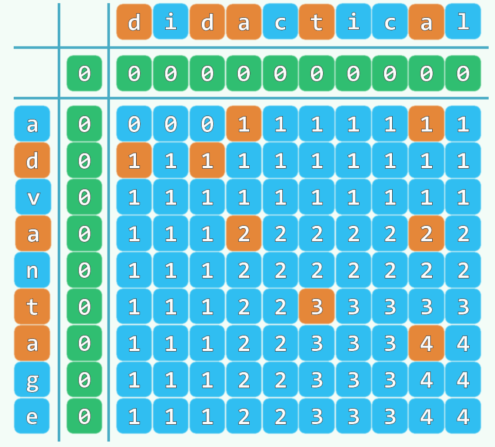 d i d a c t i c a l
0 0 0 0 0 0 0 0 0 0 0
a 0 0 0 0 1 1 1 1 1 1 1
d 0 1 1 1 1 1 1 1 1 1 1
v 0 1 1 1 1 1 1 1 1 1 1
a 0 1 1 1 2 2 2 2 2 2 2
n 0 1 1 1 2 2 2 2 2 2 2
t 0 1 1 1 2 2 3 3 3 3 3
a 0 1 1 1 2 2 3 3 3 4 4
g 0 1 1 1 2 2 3 3 3 4 4
e 0 1 1 1 2 2 3 3 3 4 4